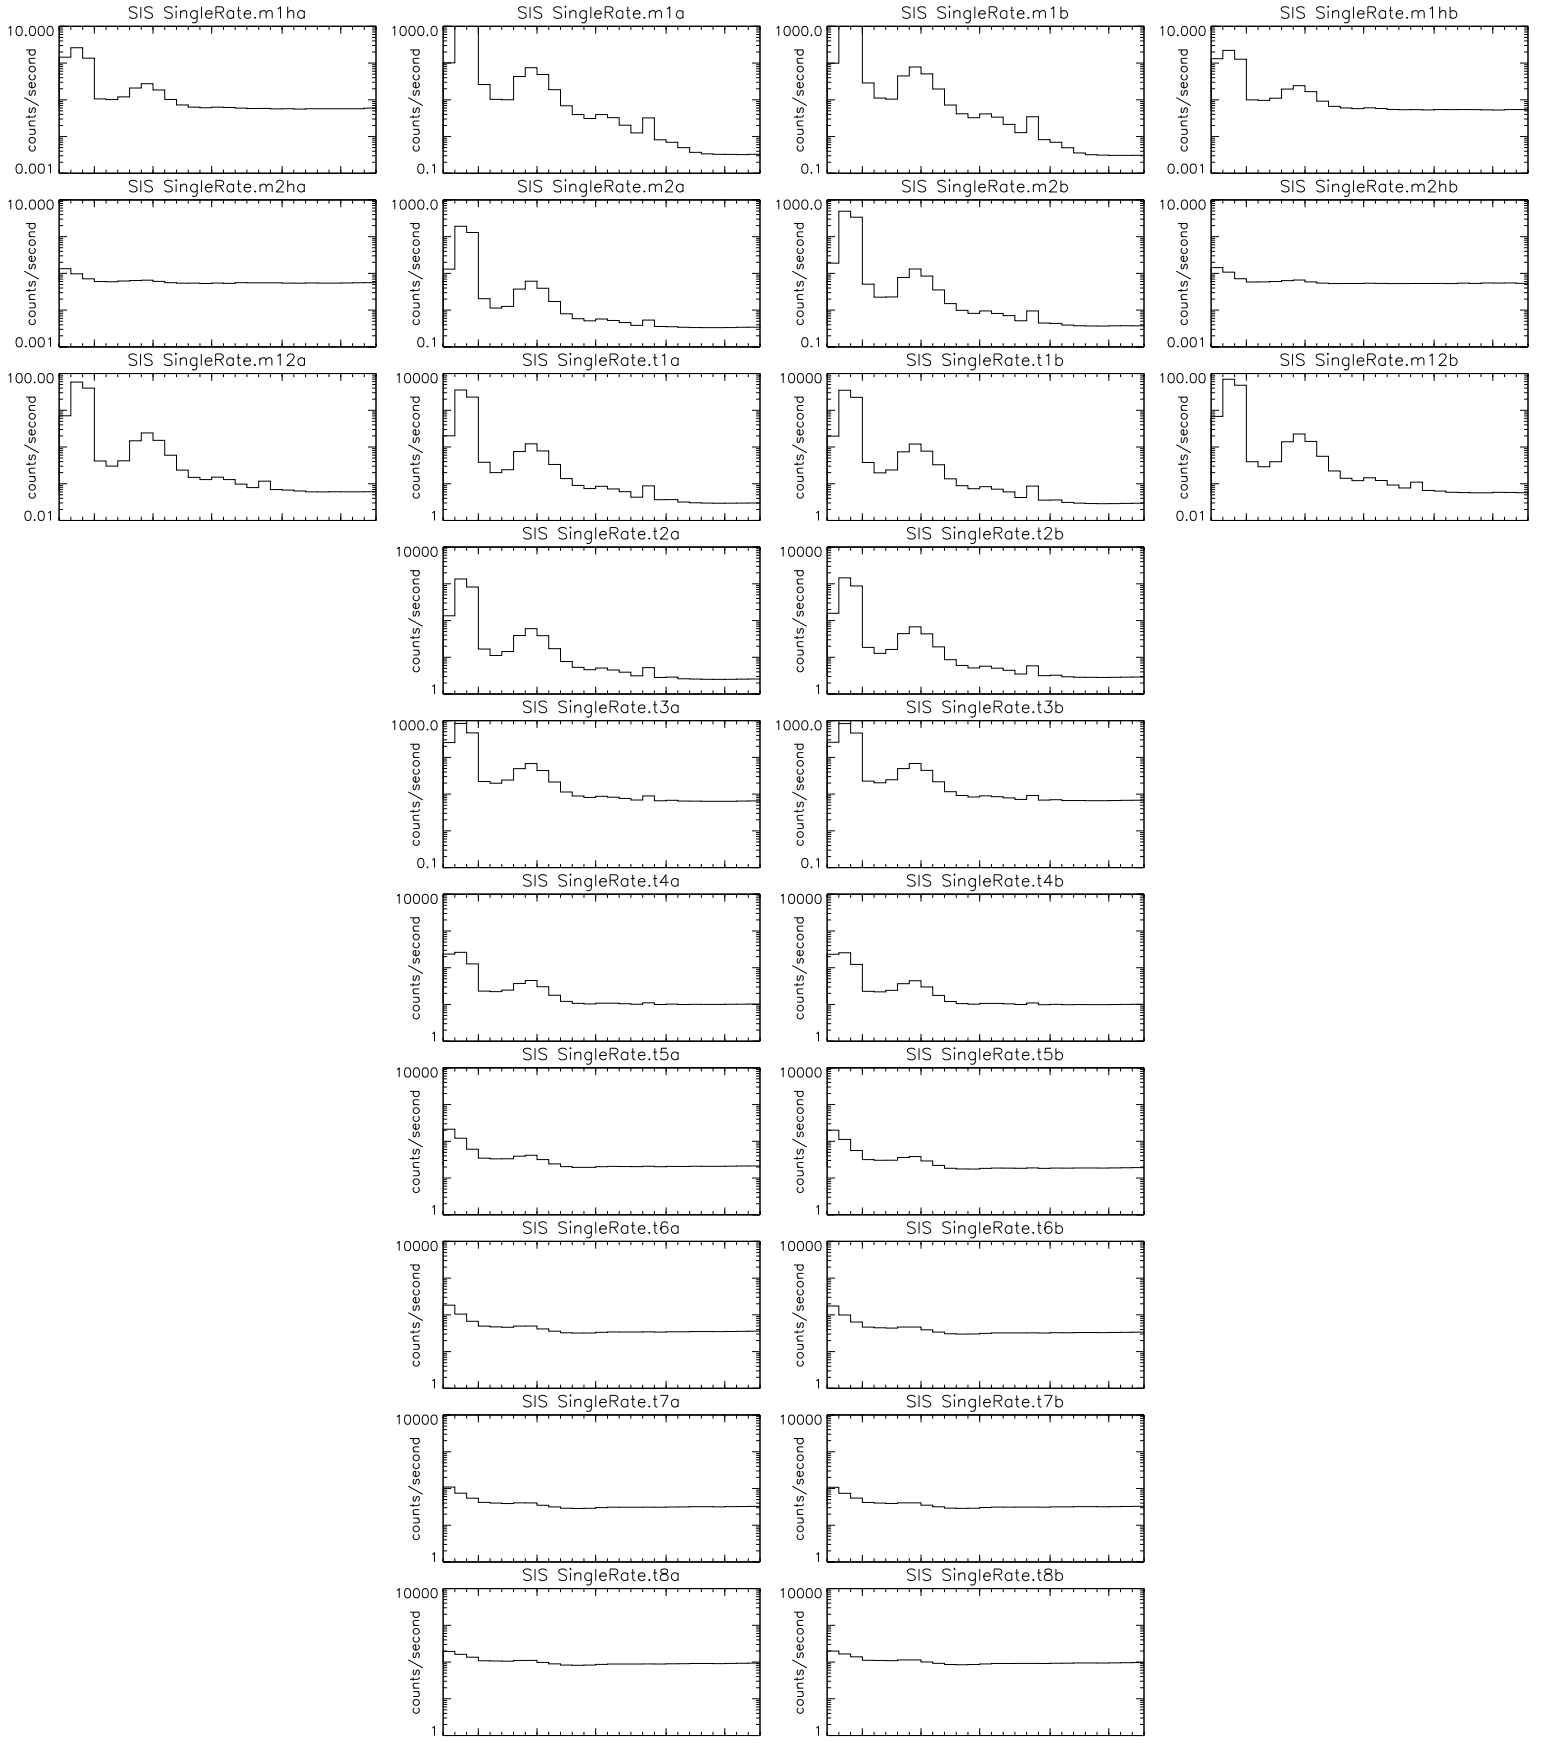 SIS SingleRate.m1ha
10.000
counts/second
0.001
SIS SingleRate.m1a
1000.0
counts/second
0.1
SIS SingleRate.m1b
1000.0
counts/second
0.1
SIS SingleRate.m1hb
10.000
counts/second
0.001
SIS SingleRate.m2ha
10.000
counts/second
0.001
SIS SingleRate.m2a
1000.0
counts/second
0.1
SIS SingleRate.m2b
1000.0
counts/second
0.1
SIS SingleRate.m2hb
10.000
counts/second
0.001
SIS SingleRate.m12a
100.00
counts/second
0.01
SIS SingleRate.t1a
10000
counts/second
1
SIS SingleRate.t1b
10000
counts/second
1
SIS SingleRate.m12b
100.00
counts/second
0.01
SIS SingleRate.t2a
10000
counts/second
1
SIS SingleRate.t2b
10000
counts/second
1
SIS SingleRate.t3a
1000.0
counts/second
0.1
SIS SingleRate.t3b
1000.0
counts/second
0.1
SIS SingleRate.t4a
10000
counts/second
1
SIS SingleRate.t4b
10000
counts/second
1
SIS SingleRate.t5a
10000
counts/second
1
SIS SingleRate.t5b
10000
counts/second
1
SIS SingleRate.t6a
10000
counts/second
1
SIS SingleRate.t6b
10000
counts/second
1
SIS SingleRate.t7a
10000
counts/second
1
SIS SingleRate.t7b
10000
counts/second
1
SIS SingleRate.t8a
10000
counts/second
1
SIS SingleRate.t8b
10000
counts/second
1